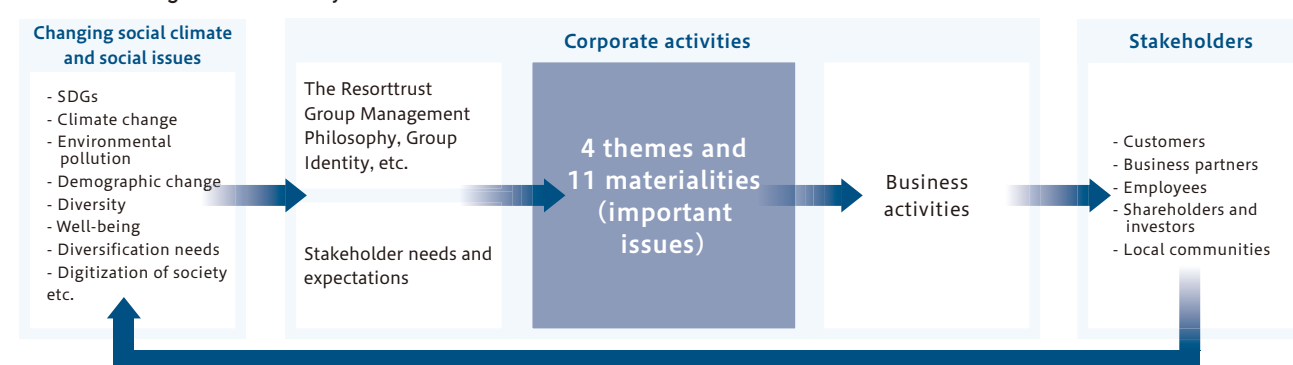 Changing social climate
and social issues
- SDGs
- Climate change
- Environmental
pollution
- Demographic change
- Diversity
- Well-being
- Diversification needs
- Digitization of society
etc.
Corporate activities
The Resorttrust
Group Management
Philosophy, Group
Identity, etc.
Stakeholder needs and
expectations
4 themes and
11 materialities
(important
issues)
Business
activities
Stakeholders
- Customers
- Business partners
- Employees
- Shareholders and
investors
- Local communities